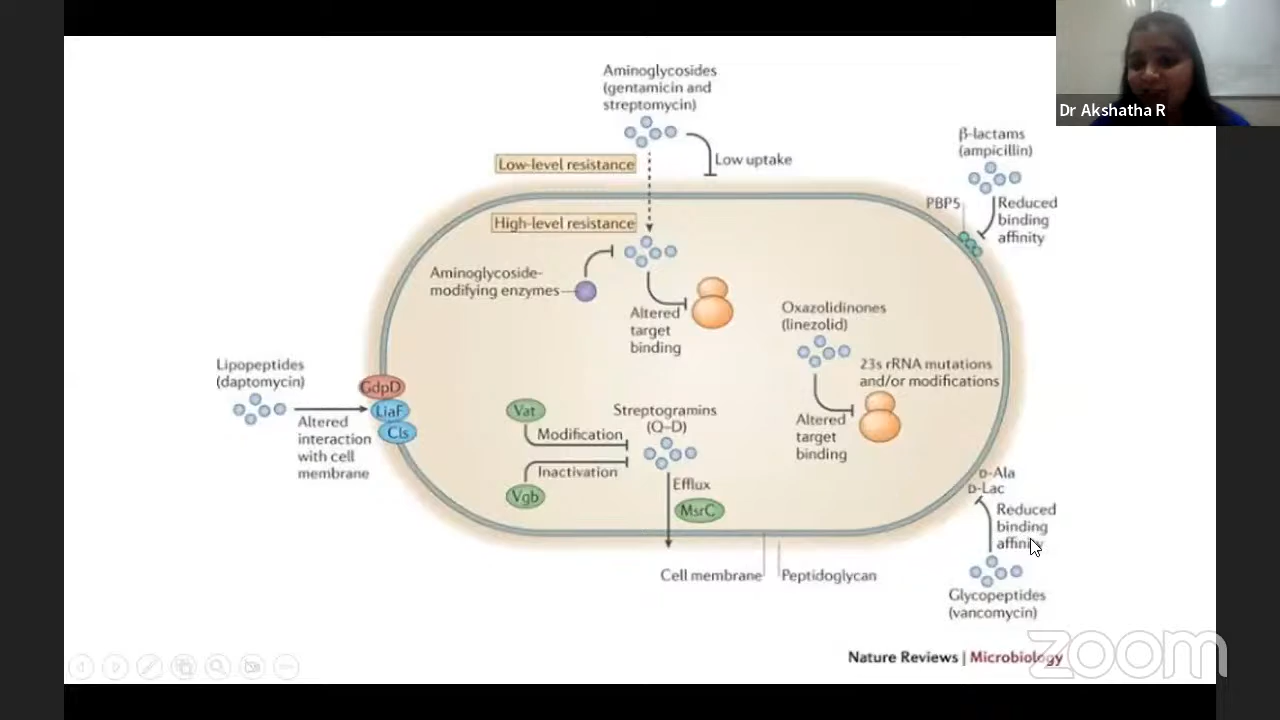 Dr Akshatha R
Aminoglycosides
(gentamicin and
streptomycin)
Low-level resistance
Low uptake
β-lactams
(ampicillin)
PBP5
Reduced
binding
affinity
High-level resistance
Aminoglycoside-
modifying enzymes
Altered
target
binding
Oxazolidinones
(linezolid)
23s rRNA mutations
and/or modifications
Altered
target
binding
Lipopeptides
(daptomycin)
GdpD
LiaF
Cls
Altered
interaction
with cell
membrane
Vat
Modification
Streptogramins
(Q–D)
Inactivation
Vgb
Efflux
MsrC
D-Ala
D-Lac
Reduced
binding
affinity
Cell membrane
Peptidoglycan
Glycopeptides
(vancomycin)
Nature Reviews | Microbiology
zoom